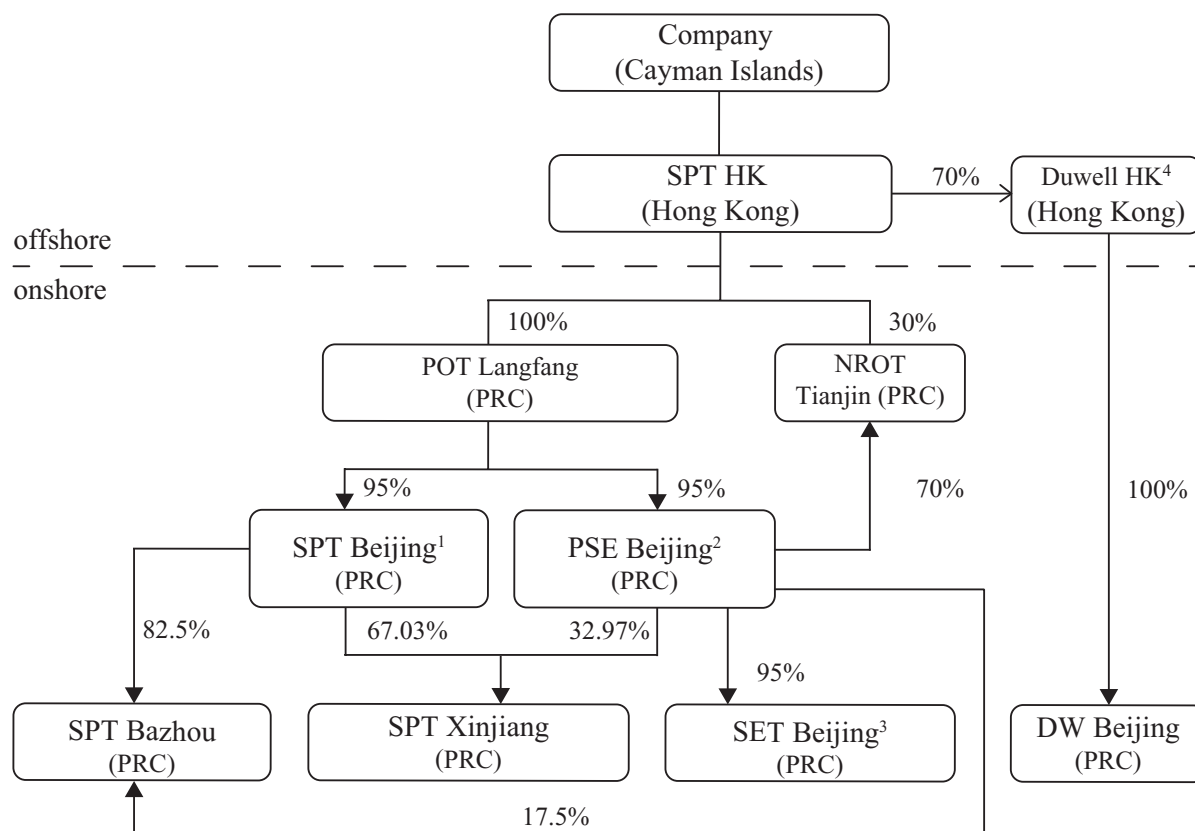 Company
(Cayman Islands)
SPT HK
(Hong Kong)
70%
Duwell HK⁴
(Hong Kong)
offshore
onshore
100%
30%
POT Langfang
(PRC)
NROT
Tianjin (PRC)
95%
95%
70%
100%
SPT Beijing¹
(PRC)
PSE Beijing²
(PRC)
82.5%
67.03%
32.97%
95%
SPT Bazhou
(PRC)
SPT Xinjiang
(PRC)
SET Beijing³
(PRC)
DW Beijing
(PRC)
17.5%